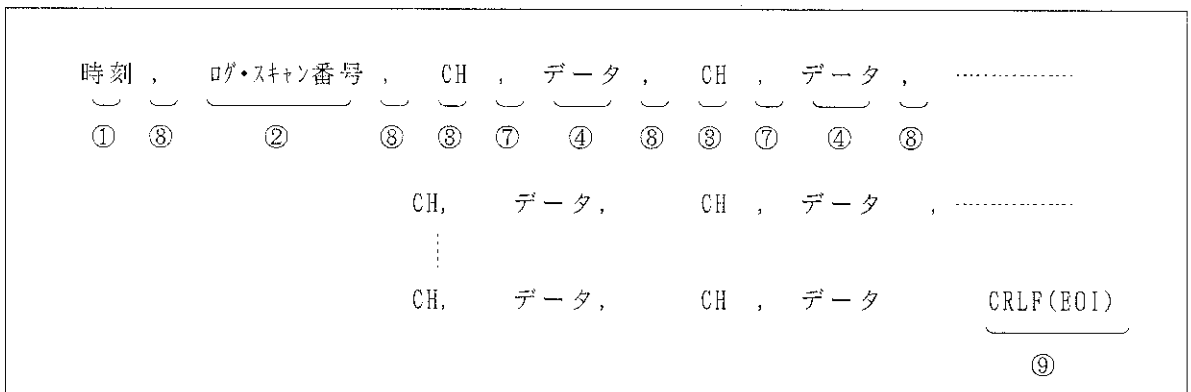 時刻 , ログ・スキャン番号 , CH , データ , CH , データ , ……………
① ⑧ ② ⑧ ③ ⑦ ④ ⑧ ③ ⑦ ④ ⑧
CH, データ, CH , データ , ……………
CH, データ, CH , データ CRLF(EOI)
⑨